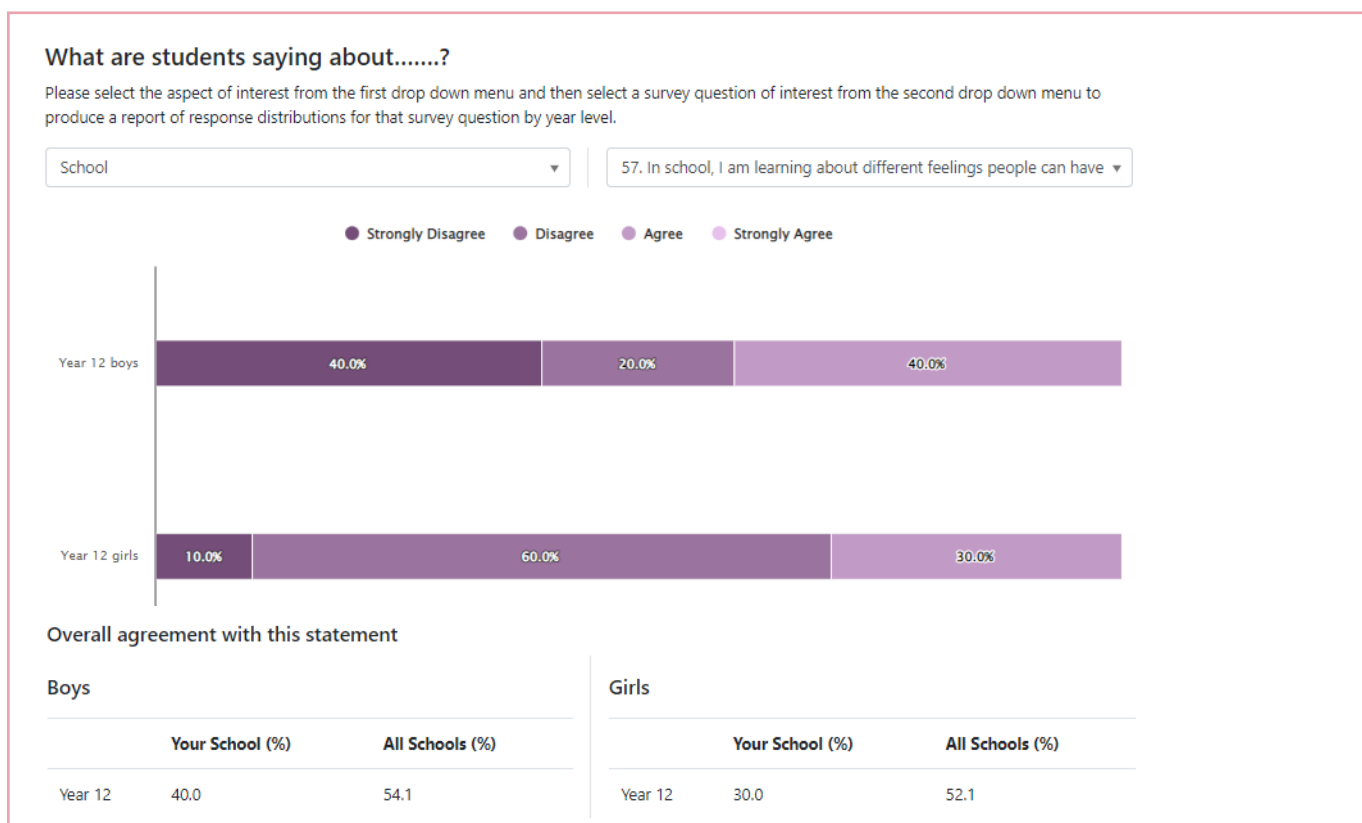 What are students saying about.......?
Please select the aspect of interest from the first drop down menu and then select a survey question of interest from the second drop down menu to
produce a report of response distributions for that survey question by year level.
School
57. In school, I am learning about different feelings people can have
Strongly Disagree Disagree Agree Strongly Agree
Year 12 boys 40.0% 20.0% 40.0%
Year 12 girls 10.0% 60.0% 30.0%
Overall agreement with this statement
Boys
Your School (%) All Schools (%)
Year 12 40.0 54.1
Girls
Your School (%) All Schools (%)
Year 12 30.0 52.1